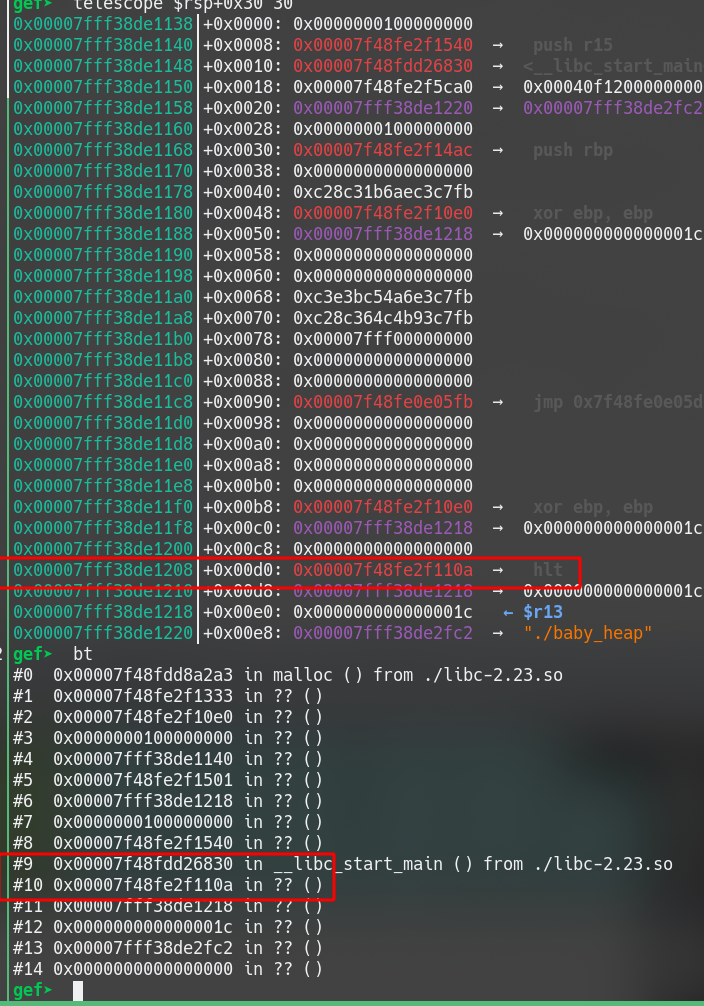 gef➤  telescope $rsp+0x30 30
0x00007fff38de1138│+0x0000: 0x0000000100000000
0x00007fff38de1140│+0x0008: 0x00007f48fe2f1540  →   push r15
0x00007fff38de1148│+0x0010: 0x00007f48fdd26830  →  <__libc_start_main
0x00007fff38de1150│+0x0018: 0x00007f48fe2f5ca0  →  0x00040f1200000000
0x00007fff38de1158│+0x0020: 0x00007fff38de1220  →  0x00007fff38de2fc2
0x00007fff38de1160│+0x0028: 0x0000000100000000
0x00007fff38de1168│+0x0030: 0x00007f48fe2f14ac  →   push rbp
0x00007fff38de1170│+0x0038: 0x0000000000000000
0x00007fff38de1178│+0x0040: 0xc28c31b6aec3c7fb
0x00007fff38de1180│+0x0048: 0x00007f48fe2f10e0  →   xor ebp, ebp
0x00007fff38de1188│+0x0050: 0x00007fff38de1218  →  0x000000000000001c
0x00007fff38de1190│+0x0058: 0x0000000000000000
0x00007fff38de1198│+0x0060: 0x0000000000000000
0x00007fff38de11a0│+0x0068: 0xc3e3bc54a6e3c7fb
0x00007fff38de11a8│+0x0070: 0xc28c364c4b93c7fb
0x00007fff38de11b0│+0x0078: 0x00007fff00000000
0x00007fff38de11b8│+0x0080: 0x0000000000000000
0x00007fff38de11c0│+0x0088: 0x0000000000000000
0x00007fff38de11c8│+0x0090: 0x00007f48fe0e05fb  →   jmp 0x7f48fe0e05d
0x00007fff38de11d0│+0x0098: 0x0000000000000000
0x00007fff38de11d8│+0x00a0: 0x0000000000000000
0x00007fff38de11e0│+0x00a8: 0x0000000000000000
0x00007fff38de11e8│+0x00b0: 0x0000000000000000
0x00007fff38de11f0│+0x00b8: 0x00007f48fe2f10e0  →   xor ebp, ebp
0x00007fff38de11f8│+0x00c0: 0x00007fff38de1218  →  0x000000000000001c
0x00007fff38de1200│+0x00c8: 0x0000000000000000
0x00007fff38de1208│+0x00d0: 0x00007f48fe2f110a  →   hlt
0x00007fff38de1210│+0x00d8: 0x00007fff38de1218  →  0x000000000000001c
0x00007fff38de1218│+0x00e0: 0x000000000000001c   ← $r13
0x00007fff38de1220│+0x00e8: 0x00007fff38de2fc2  →  "./baby_heap"
gef➤  bt
#0  0x00007f48fdd8a2a3 in malloc () from ./libc-2.23.so
#1  0x00007f48fe2f1333 in ?? ()
#2  0x00007f48fe2f10e0 in ?? ()
#3  0x0000000100000000 in ?? ()
#4  0x00007fff38de1140 in ?? ()
#5  0x00007f48fe2f1501 in ?? ()
#6  0x00007fff38de1218 in ?? ()
#7  0x0000000100000000 in ?? ()
#8  0x00007f48fe2f1540 in ?? ()
#9  0x00007f48fdd26830 in __libc_start_main () from ./libc-2.23.so
#10 0x00007f48fe2f110a in ?? ()
#11 0x00007fff38de1218 in ?? ()
#12 0x000000000000001c in ?? ()
#13 0x00007fff38de2fc2 in ?? ()
#14 0x0000000000000000 in ?? ()
gef➤